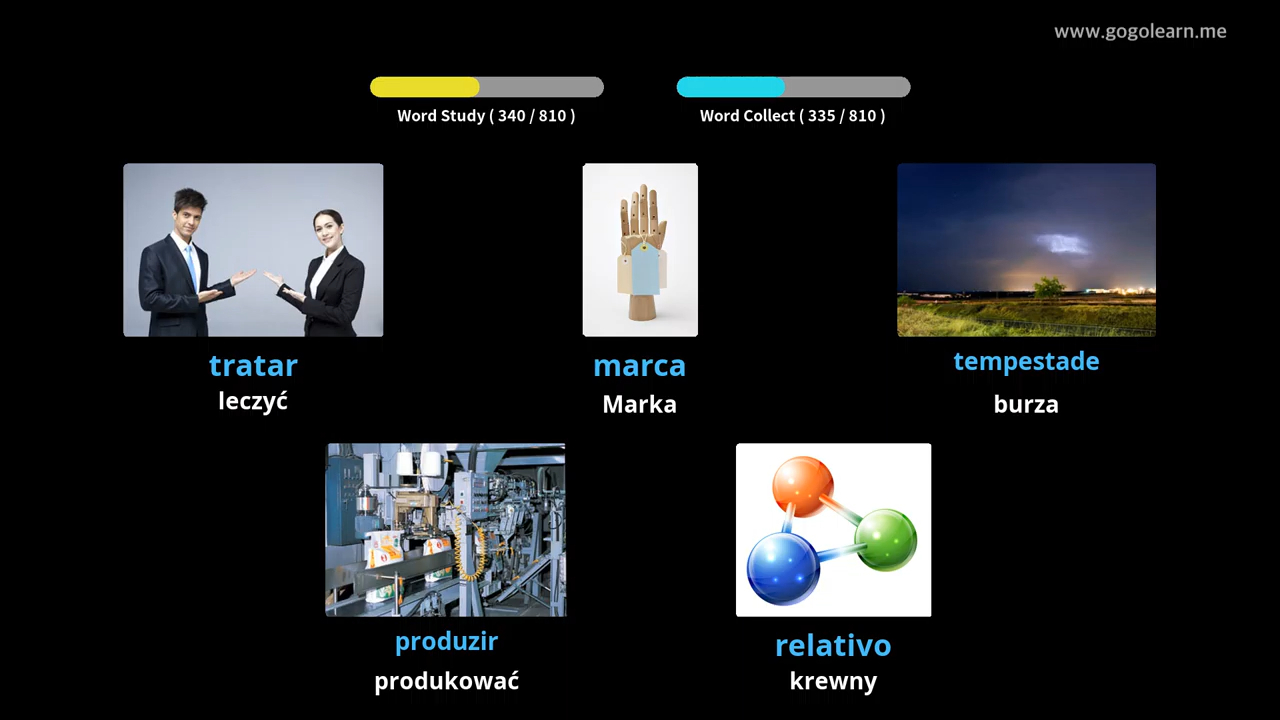 www.gogolearn.me
Word Study ( 340 / 810 )
Word Collect ( 335 / 810 )
tratar
leczyć
marca
Marka
tempestade
burza
produzir
produkować
relativo
krewny